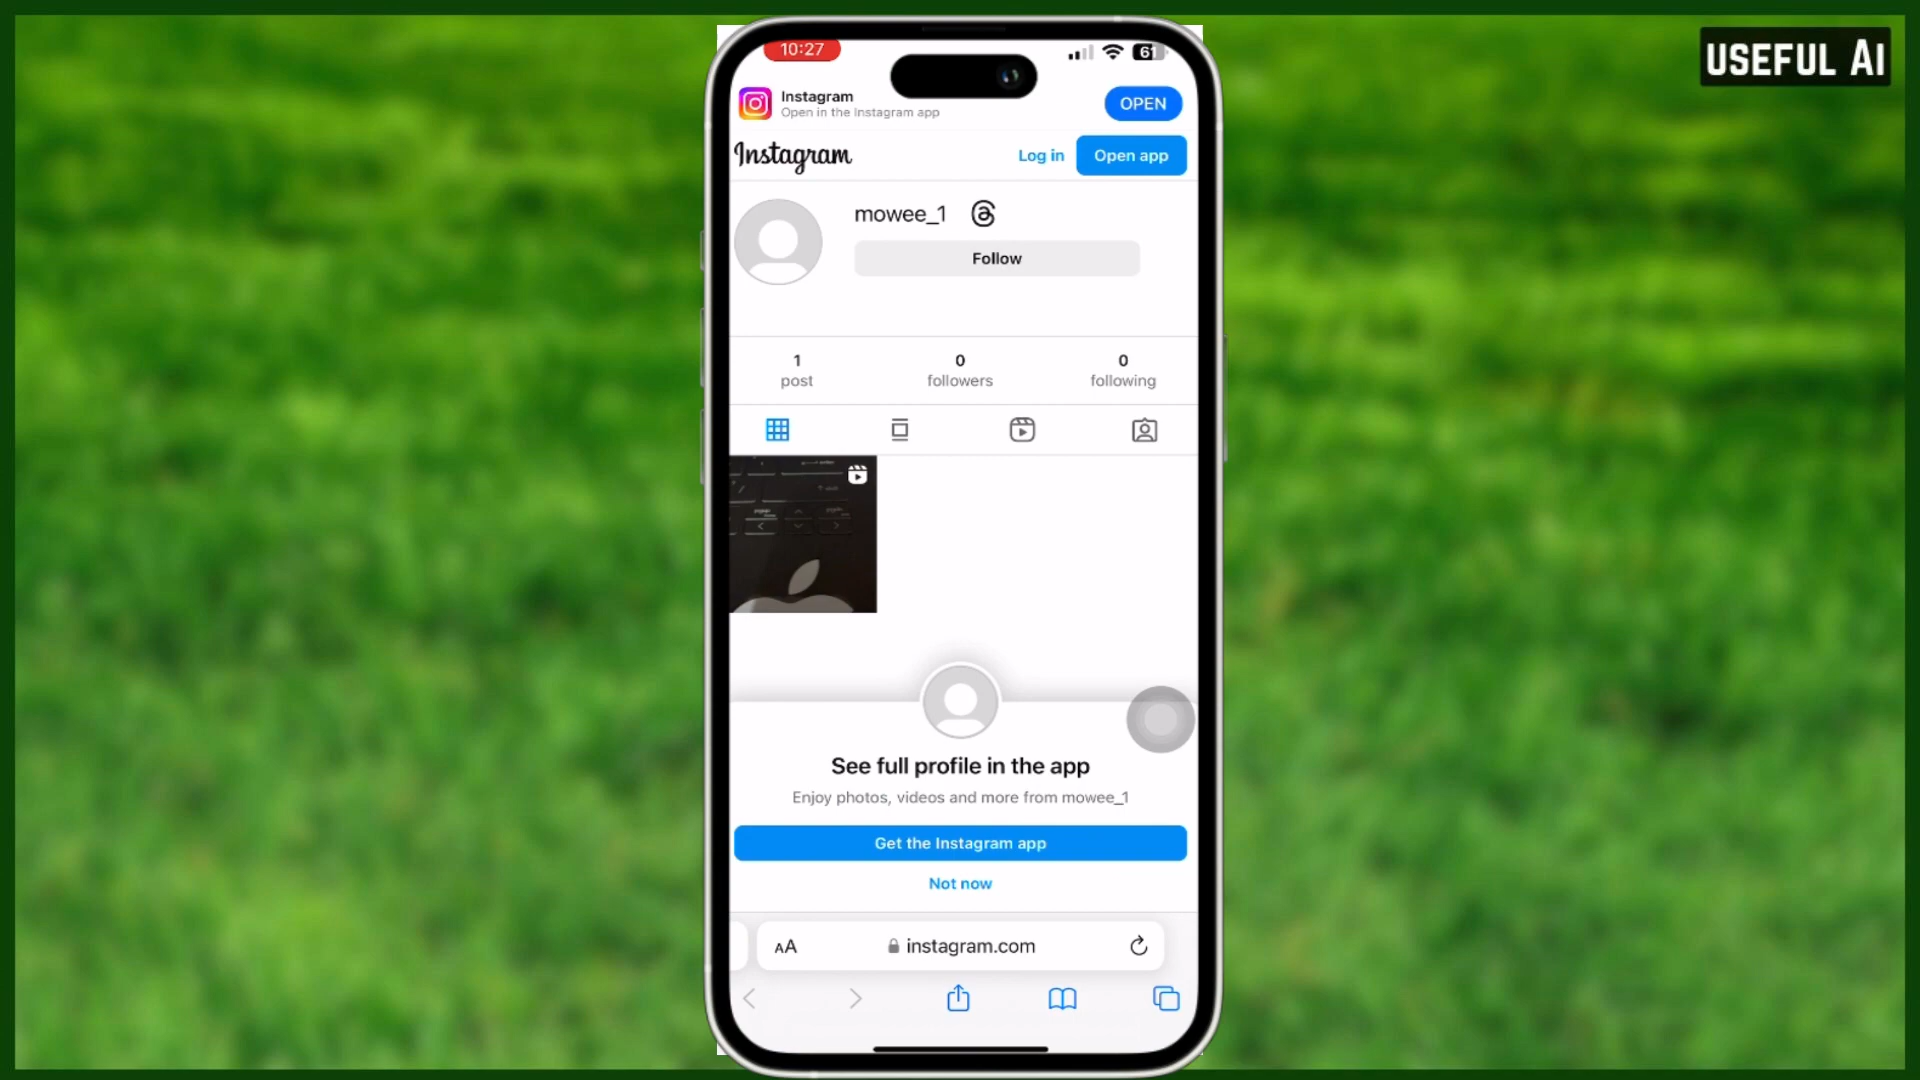 USEFUL AI
10:27
61
Instagram
Open in the Instagram app
OPEN
Instagram
Log in
Open app
mowee_1
Follow
1
post
0
followers
0
following
See full profile in the app
Enjoy photos, videos and more from mowee_1
Get the Instagram app
Not now
AA
instagram.com